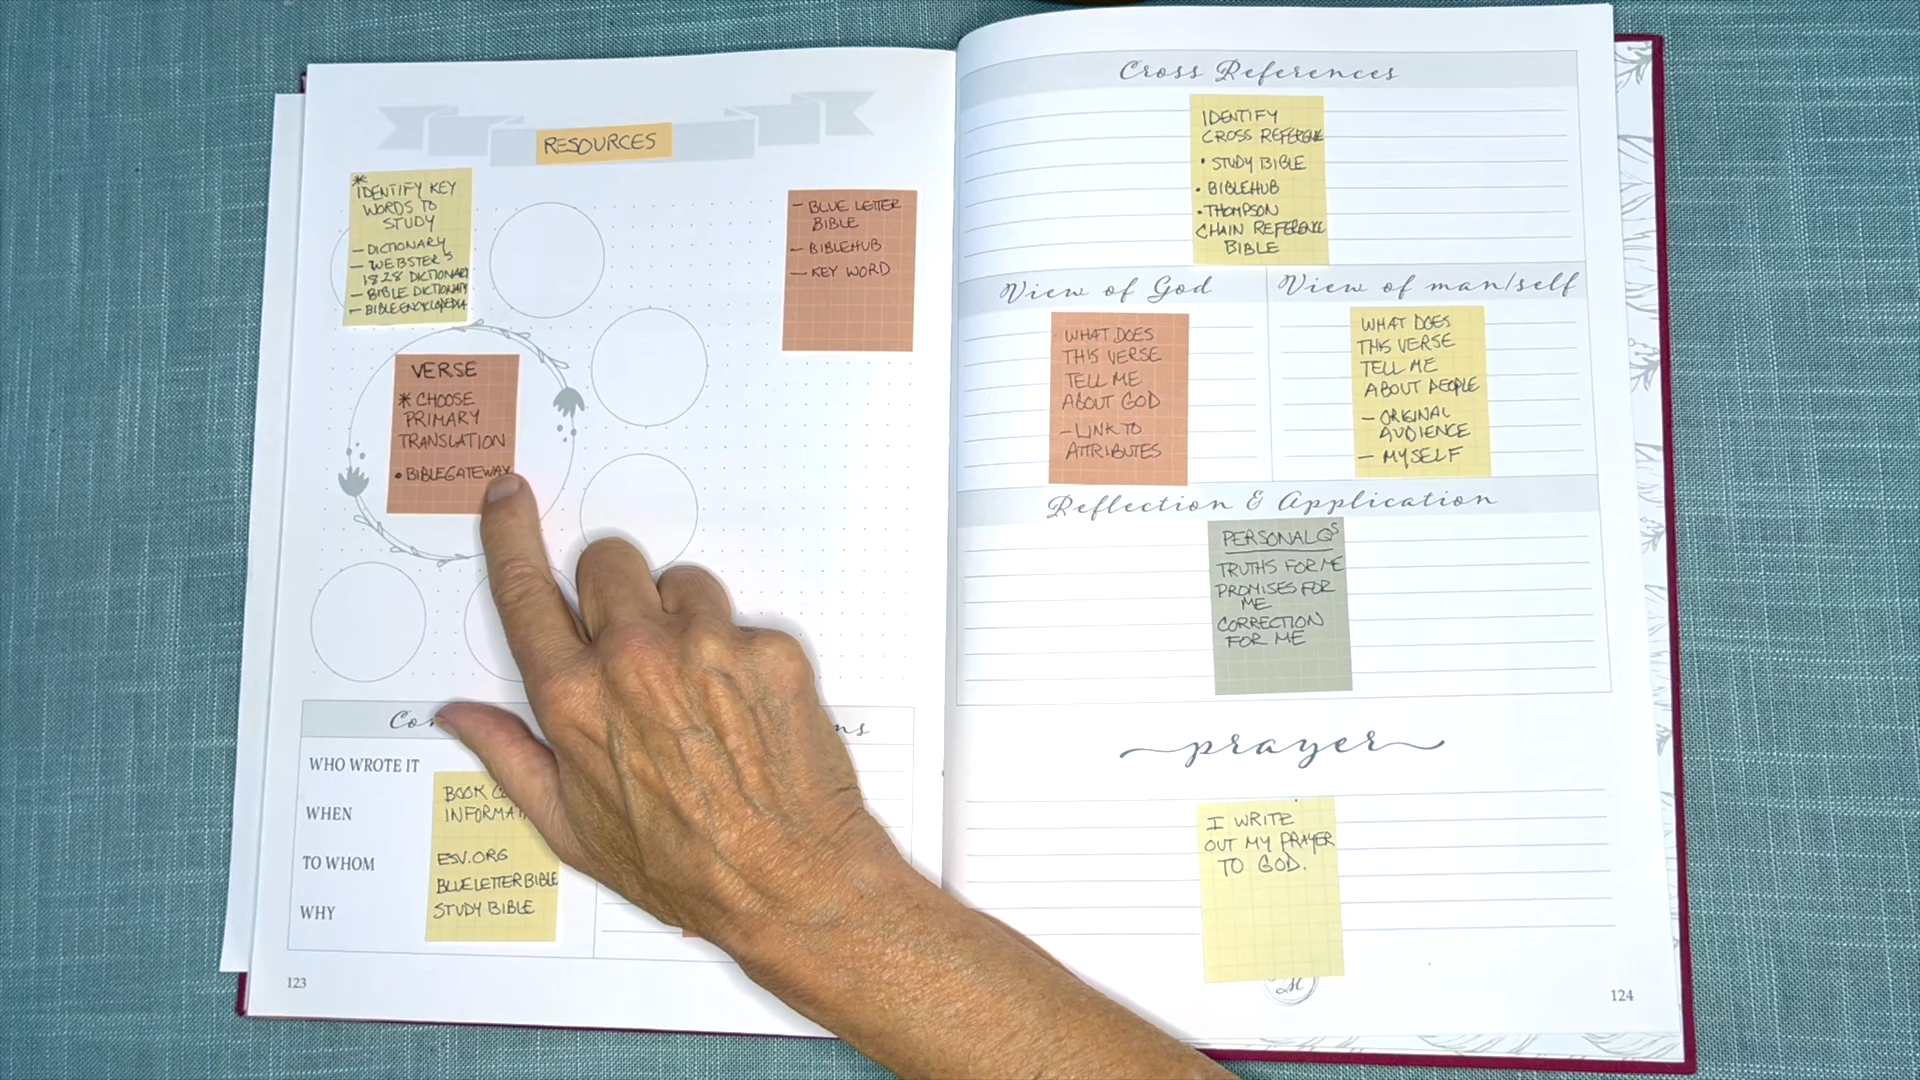 RESOURCES
*
IDENTIFY KEY
WORDS TO
STUDY
- DICTIONARY
- WEBSTER'S
1828 DICTIONARY
- BIBLE DICTIONARY
- BIBLE ENCYCLOPEDIA
- BLUE LETTER
BIBLE
- BIBLEHUB
- KEY WORD
VERSE
* CHOOSE
PRIMARY
TRANSLATION
• BIBLEGATEWAY
WHO WROTE IT
WHEN
TO WHOM
WHY
BOOK
ESV.ORG
BLUELETTERBIBLE
STUDY BIBLE
123
Cross References
IDENTIFY
CROSS REFERENCE
• STUDY BIBLE
• BIBLEHUB
• THOMPSON
CHAIN REFERENCE
BIBLE
View of God
WHAT DOES
THIS VERSE
TELL ME
ABOUT GOD
- LINK TO
ATTRIBUTES
View of man/self
WHAT DOES
THIS VERSE
TELL ME
ABOUT PEOPLE
- ORIGINAL
AUDIENCE
- MYSELF
Reflection & Application
PERSONAL QS
TRUTHS FOR ME
PROMISES FOR
ME
CORRECTION
FOR ME
prayer
I WRITE
OUT MY PRAYER
TO GOD.
M
124